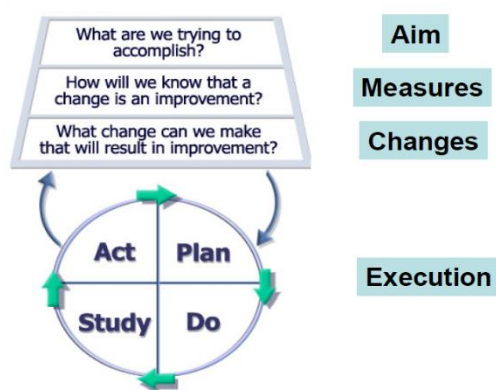 What are we trying to
accomplish?
Aim
How will we know that a
change is an improvement?
Measures
What change can we make
that will result in improvement?
Changes
Act
Plan
Execution
Study
Do